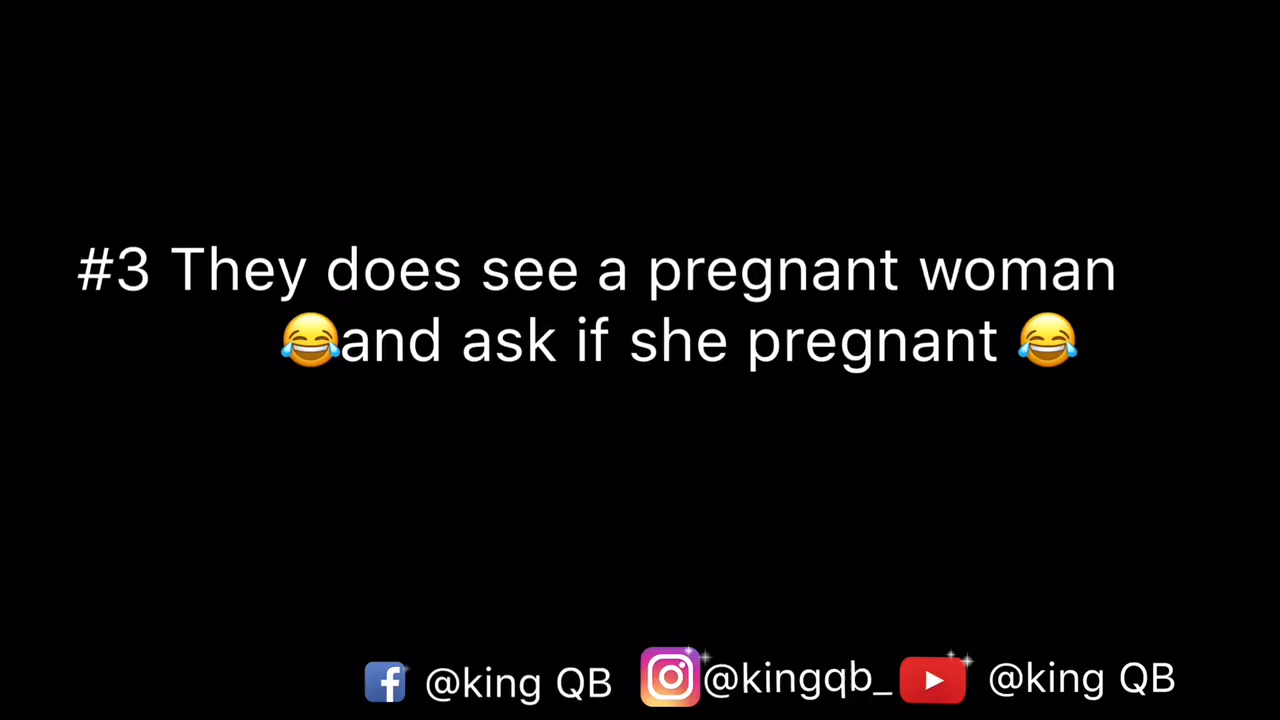 #3 They does see a pregnant woman
😂and ask if she pregnant 😂
@king QB @kingqb_ @king QB